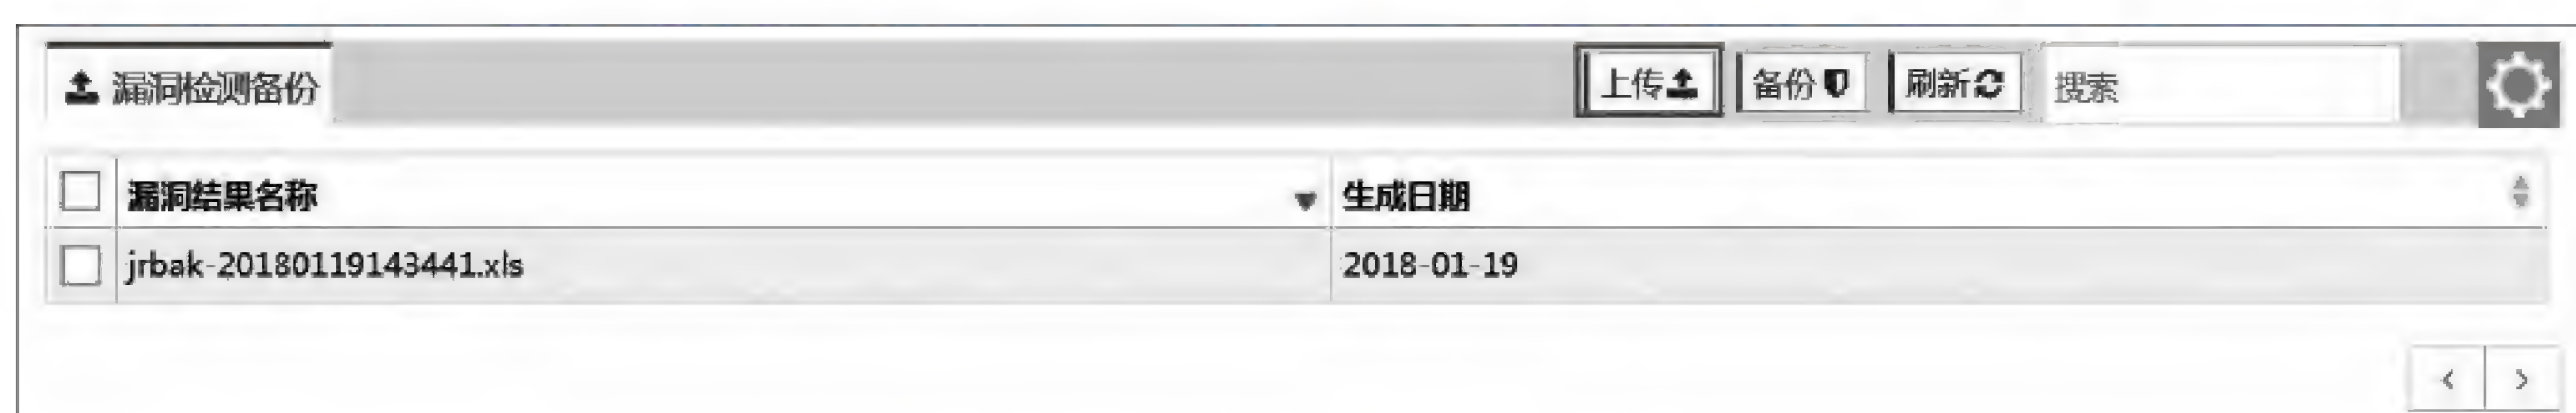 漏洞检测备份 上传 备份 刷新 搜索
漏洞结果名称 生成日期
jrbak-20180119143441.xls 2018-01-19